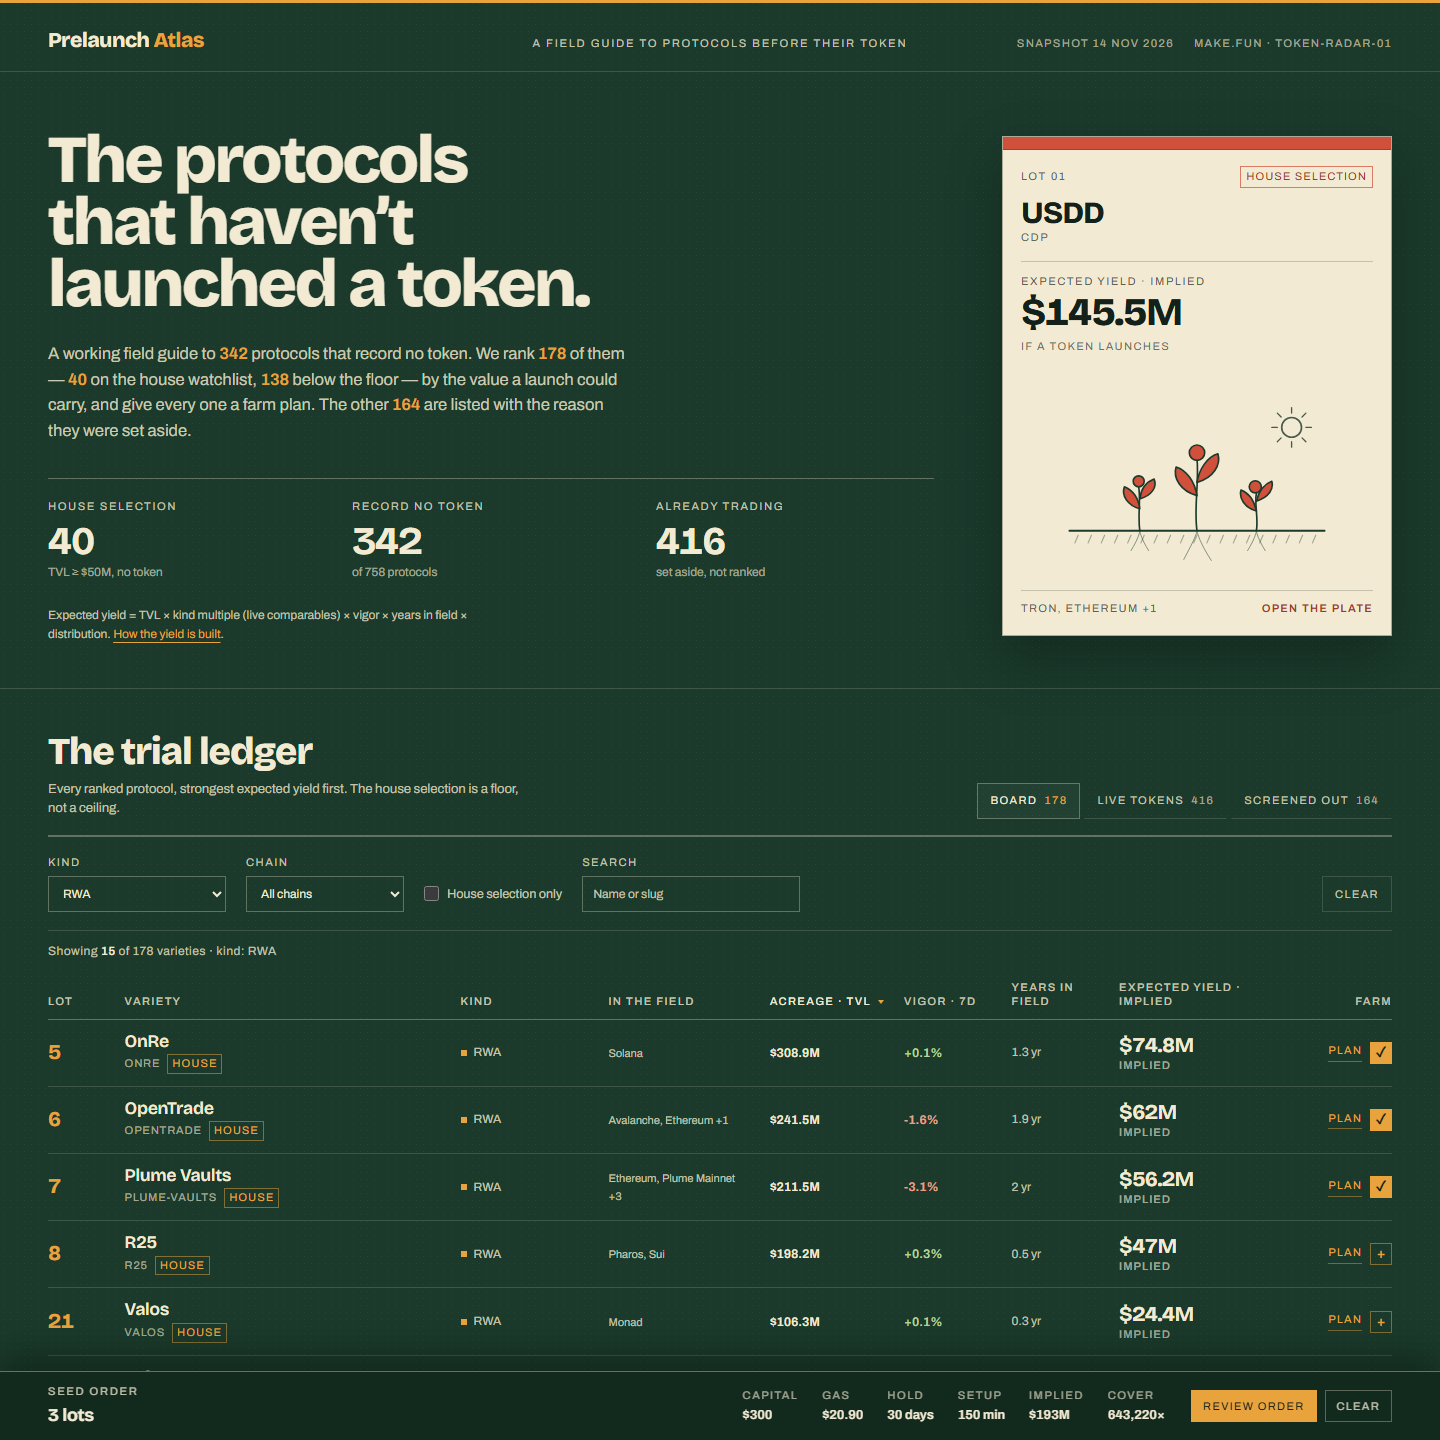 Prelaunch Atlas
A FIELD GUIDE TO PROTOCOLS BEFORE THEIR TOKEN
SNAPSHOT 14 NOV 2026 MAKE.FUN · TOKEN-RADAR-01
The protocols
that haven't
launched a token.
A working field guide to 342 protocols that record no token. We rank 178 of them
— 40 on the house watchlist, 138 below the floor — by the value a launch could
carry, and give every one a farm plan. The other 164 are listed with the reason
they were set aside.
HOUSE SELECTION
40
TVL ≥ $50M, no token
RECORD NO TOKEN
342
of 758 protocols
ALREADY TRADING
416
set aside, not ranked
Expected yield = TVL × kind multiple (live comparables) × vigor × years in field ×
distribution. How the yield is built.
LOT 01
HOUSE SELECTION
USDD
CDP
EXPECTED YIELD · IMPLIED
$145.5M
IF A TOKEN LAUNCHES
TRON, ETHEREUM +1
OPEN THE PLATE
The trial ledger
Every ranked protocol, strongest expected yield first. The house selection is a floor,
not a ceiling.
BOARD 178
LIVE TOKENS 416
SCREENED OUT 164
KIND
RWA
CHAIN
All chains
House selection only
SEARCH
Name or slug
CLEAR
Showing 15 of 178 varieties · kind: RWA
LOT VARIETY KIND IN THE FIELD ACREAGE · TVL VIGOR · 7D YEARS IN FIELD EXPECTED YIELD · IMPLIED FARM
5 OnRe ONRE HOUSE RWA Solana $308.9M +0.1% 1.3 yr $74.8M IMPLIED PLAN ✓
6 OpenTrade OPENTRADE HOUSE RWA Avalanche, Ethereum +1 $241.5M -1.6% 1.9 yr $62M IMPLIED PLAN ✓
7 Plume Vaults PLUME-VAULTS HOUSE RWA Ethereum, Plume Mainnet +3 $211.5M -3.1% 2 yr $56.2M IMPLIED PLAN ✓
8 R25 R25 HOUSE RWA Pharos, Sui $198.2M +0.3% 0.5 yr $47M IMPLIED PLAN +
21 Valos VALOS HOUSE RWA Monad $106.3M +0.1% 0.3 yr $24.4M IMPLIED PLAN +
SEED ORDER
3 lots
CAPITAL
$300
GAS
$20.90
HOLD
30 days
SETUP
150 min
IMPLIED
$193M
COVER
643,220×
REVIEW ORDER
CLEAR